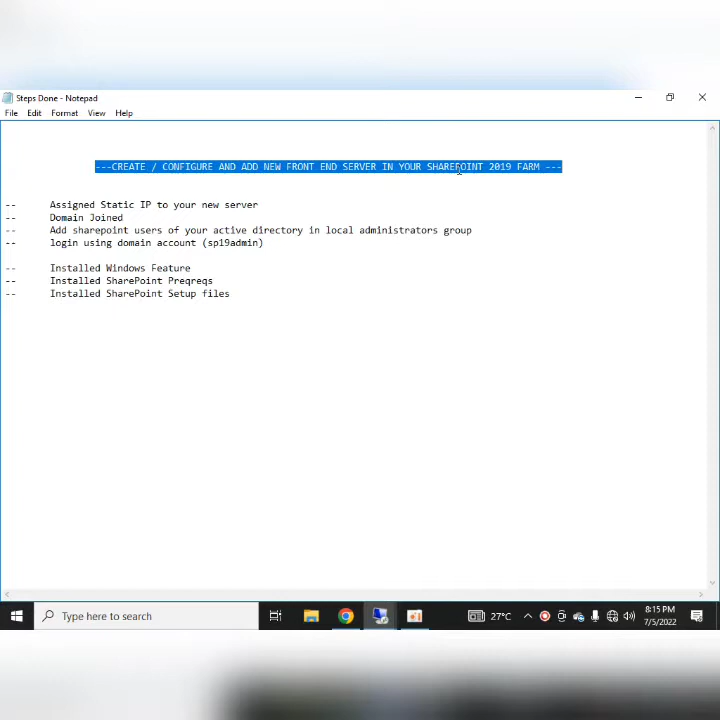 Steps Done - Notepad
File Edit Format View Help
---CREATE / CONFIGURE AND ADD NEW FRONT END SERVER IN YOUR SHAREPOINT 2019 FARM ---
-- Assigned Static IP to your new server
-- Domain Joined
-- Add sharepoint users of your active directory in local administrators group
-- login using domain account (sp19admin)
-- Installed Windows Feature
-- Installed SharePoint Preqreqs
-- Installed SharePoint Setup files
Type here to search
27°C
8:15 PM
7/5/2022